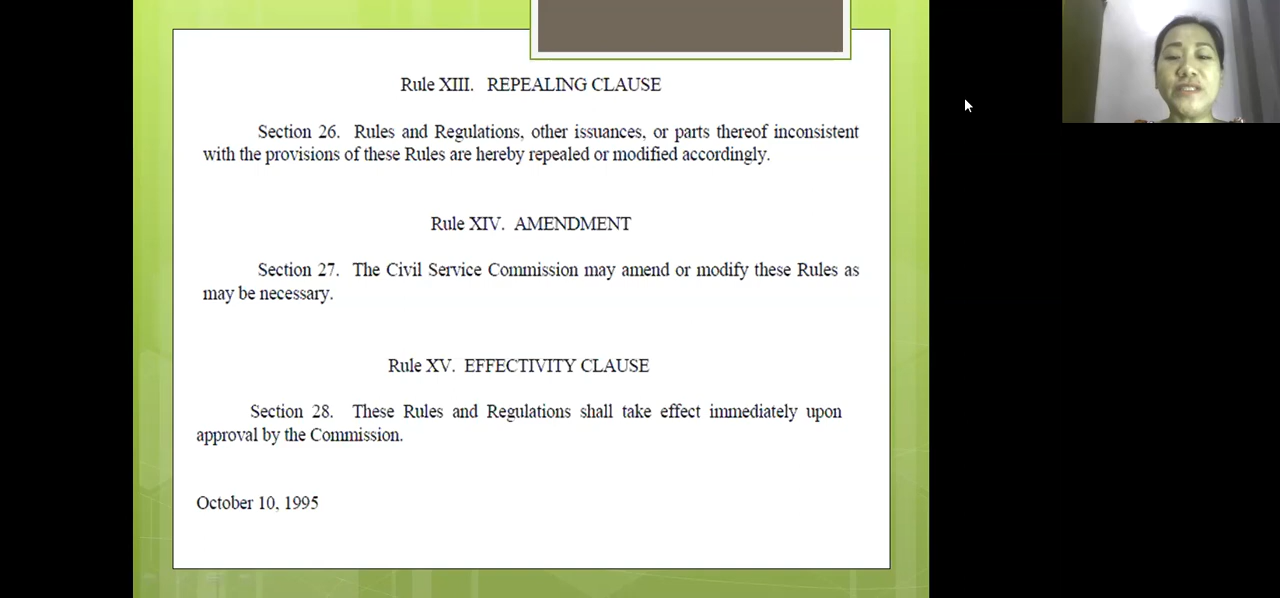 Rule XIII. REPEALING CLAUSE
Section 26. Rules and Regulations, other issuances, or parts thereof inconsistent
with the provisions of these Rules are hereby repealed or modified accordingly.
Rule XIV. AMENDMENT
Section 27. The Civil Service Commission may amend or modify these Rules as
may be necessary.
Rule XV. EFFECTIVITY CLAUSE
Section 28. These Rules and Regulations shall take effect immediately upon
approval by the Commission.
October 10, 1995